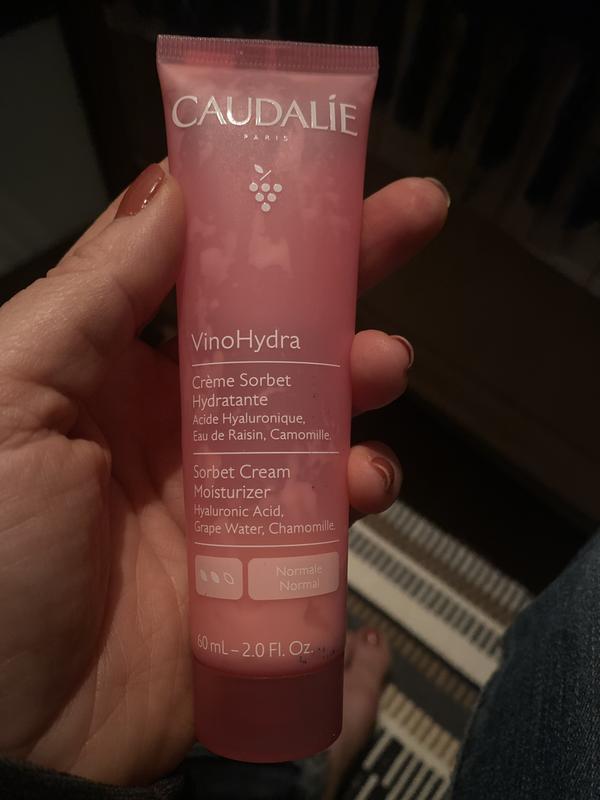 CAUDALÍE
PARIS
VinoHydra
Crème Sorbet
Hydratante
Acide Hyaluronique,
Eau de Raisin, Camomille.
Sorbet Cream
Moisturizer
Hyaluronic Acid,
Grape Water, Chamomille.
Normale
Normal
60 mL – 2.0 Fl. Oz.